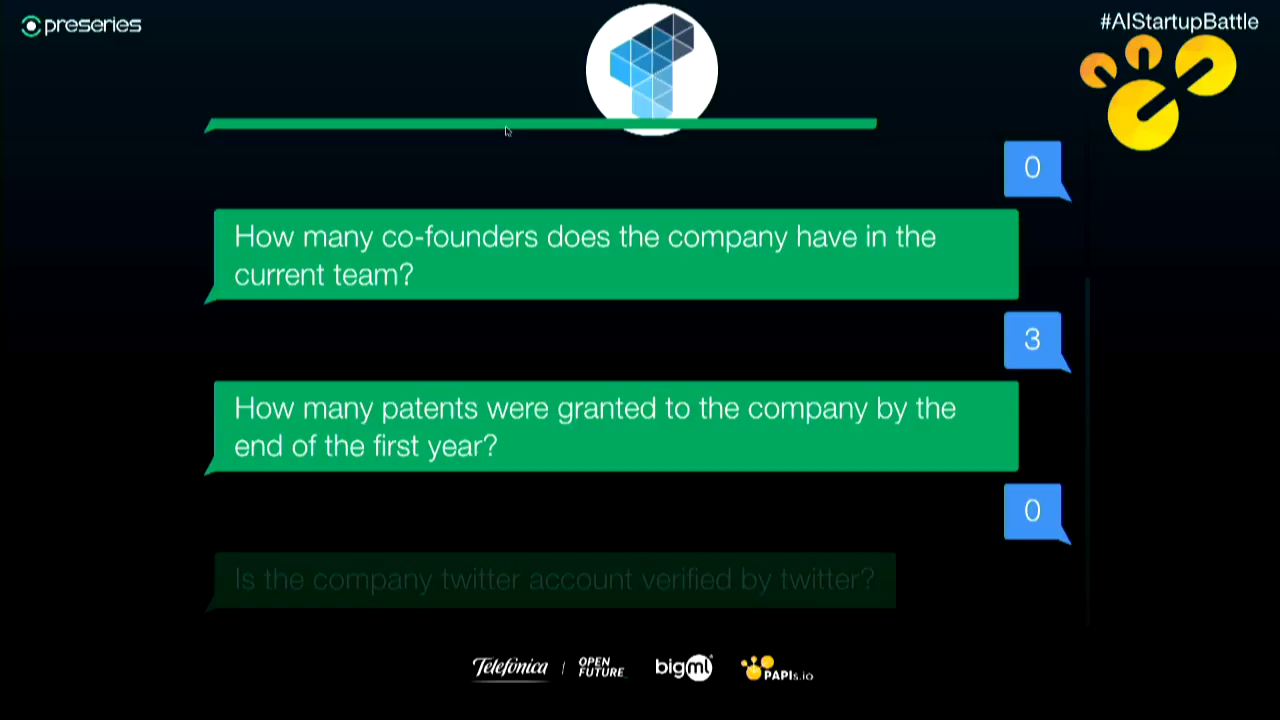 preseries
#AIStartupBattle
0
How many co-founders does the company have in the
current team?
3
How many patents were granted to the company by the
end of the first year?
0
Is the company twitter account verified by twitter?
Telefónica
OPEN
FUTURE_
bigml
PAPIs.io